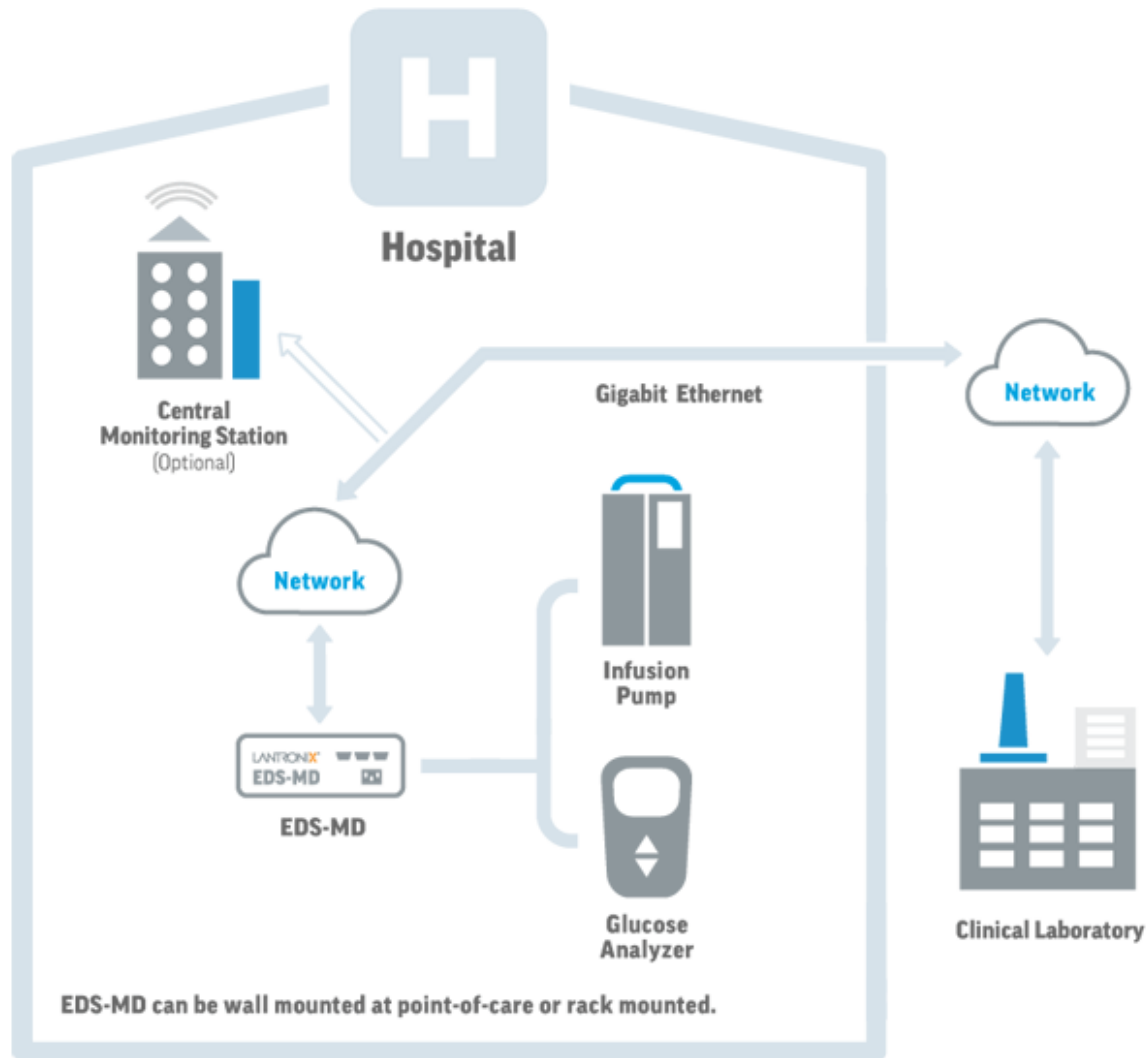 H
Hospital
Central
Monitoring Station
(Optional)
Gigabit Ethernet
Network
Network
Infusion
Pump
LANTRONIX
EDS-MD
EDS-MD
Glucose
Analyzer
Clinical Laboratory
EDS-MD can be wall mounted at point-of-care or rack mounted.